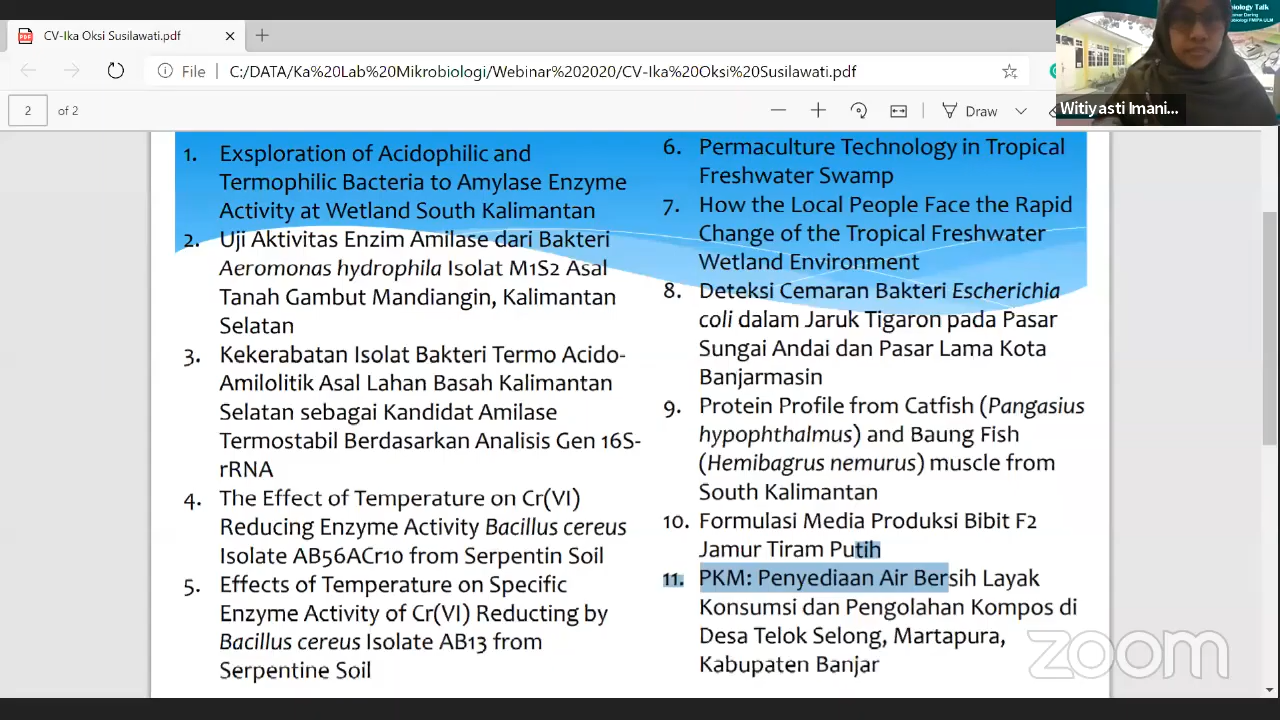 CV-Ika Oksi Susilawati.pdf
File
C:/DATA/Ka%20Lab%20Mikrobiologi/Webinar%202020/CV-Ika%20Oksi%20Susilawati.pdf
2 of 2
Draw
Witiyasti Imani...
1. Exsploration of Acidophilic and
Termophilic Bacteria to Amylase Enzyme
Activity at Wetland South Kalimantan
2. Uji Aktivitas Enzim Amilase dari Bakteri
Aeromonas hydrophila Isolat M1S2 Asal
Tanah Gambut Mandiangin, Kalimantan
Selatan
3. Kekerabatan Isolat Bakteri Termo Acido-
Amilolitik Asal Lahan Basah Kalimantan
Selatan sebagai Kandidat Amilase
Termostabil Berdasarkan Analisis Gen 16S-
rRNA
4. The Effect of Temperature on Cr(VI)
Reducing Enzyme Activity Bacillus cereus
Isolate AB56ACr10 from Serpentin Soil
5. Effects of Temperature on Specific
Enzyme Activity of Cr(VI) Reducting by
Bacillus cereus Isolate AB13 from
Serpentine Soil
6. Permaculture Technology in Tropical
Freshwater Swamp
7. How the Local People Face the Rapid
Change of the Tropical Freshwater
Wetland Environment
8. Deteksi Cemaran Bakteri Escherichia
coli dalam Jaruk Tigaron pada Pasar
Sungai Andai dan Pasar Lama Kota
Banjarmasin
9. Protein Profile from Catfish (Pangasius
hypophthalmus) and Baung Fish
(Hemibagrus nemurus) muscle from
South Kalimantan
10. Formulasi Media Produksi Bibit F2
Jamur Tiram Putih
11. PKM: Penyediaan Air Bersih Layak
Konsumsi dan Pengolahan Kompos di
Desa Telok Selong, Martapura,
Kabupaten Banjar
zoom